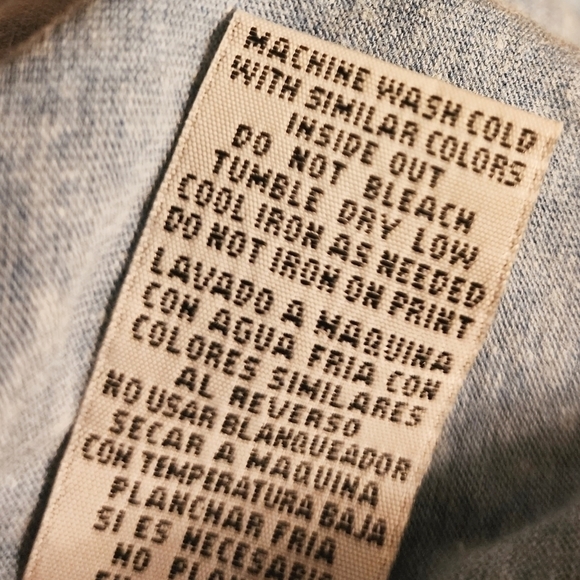 MACHINE WASH COLD
WITH SIMILAR COLORS
INSIDE OUT
DO NOT BLEACH
TUMBLE DRY LOW
COOL IRON AS NEEDED
DO NOT IRON ON PRINT
LAVADO A MAQUINA
CON AGUA FRIA CON
COLORES SIMILARES
AL REVERSO
NO USAR BLANQUEADOR
SECAR A MAQUINA
CON TEMPERATURA BAJA
PLANCHAR FRIA
SI ES NECESARIO
NO